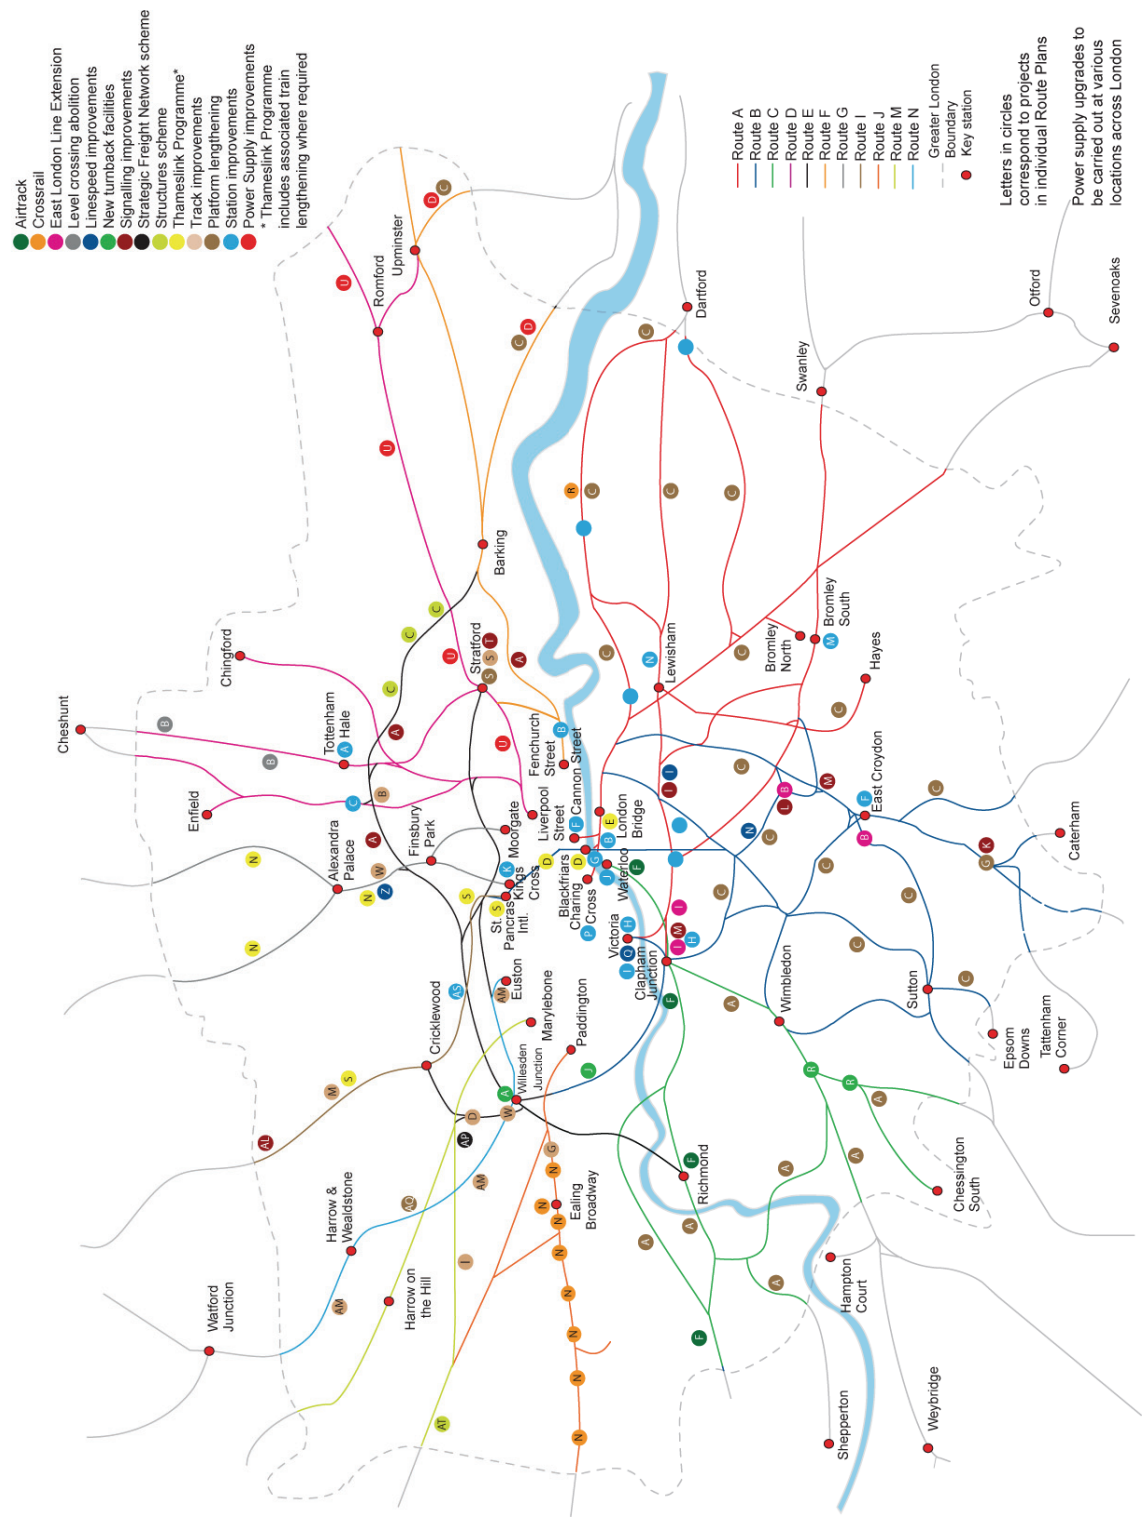 Airtrack
Crossrail
East London Line Extension
Level crossing abolition
Linespeed improvements
New turnback facilities
Signalling improvements
Strategic Freight Network scheme
Structures scheme
Thameslink Programme*
Track improvements
Platform lengthening
Station improvements
Power Supply improvements
* Thameslink Programme
includes associated train
lengthening where required
Cheshunt
B
Enfield
N
B
Watford
Junction
Chingford
N
AL
Alexandra
Palace
Tottenham
Hale
A
C
N
Z
W
A
B
A
C
C
C
U
U
Romford
Upminster
D
C
Harrow &
Wealdstone
AM
M
S
Harrow on
the Hill
AQ
Cricklewood
Finsbury
Park
AT
I
AM
AP
D
AS
S
S
U
Stratford
S
S
T
Barking
W
A
Willesden
Junction
AM
Euston
St.
Pancras
Intl.
Kings
Cross
K
Moorgate
U
A
C
D
Marylebone
Liverpool
Street
Fenchurch
Street
B
N
N
N
N
N
N
N
Ealing
Broadway
N
N
G
Paddington
J
D
D
Blackfriars
Charing
Cross
P
F
Cannon Street
G
B
E
London
Bridge
J
Waterloo
F
R
C
C
Victoria
H
Q
I
Clapham
Junction
I
M
I
H
F
N
Lewisham
C
C
C
Dartford
F
A
A
Richmond
F
A
I
I
C
C
C
Wimbledon
N
C
L
B
M
Bromley
North
Bromley
South
M
Swanley
A
A
R
R
A
A
C
C
C
B
F
East Croydon
C
Hayes
Shepperton
Hampton
Court
Weybridge
Chessington
South
Sutton
C
C
Epsom
Downs
Tattenham
Corner
G
K
C
Caterham
Otford
Sevenoaks
Route A
Route B
Route C
Route D
Route E
Route F
Route G
Route I
Route J
Route M
Route N
Greater London
Boundary
Key station
Letters in circles
correspond to projects
in individual Route Plans
Power supply upgrades to
be carried out at various
locations across London